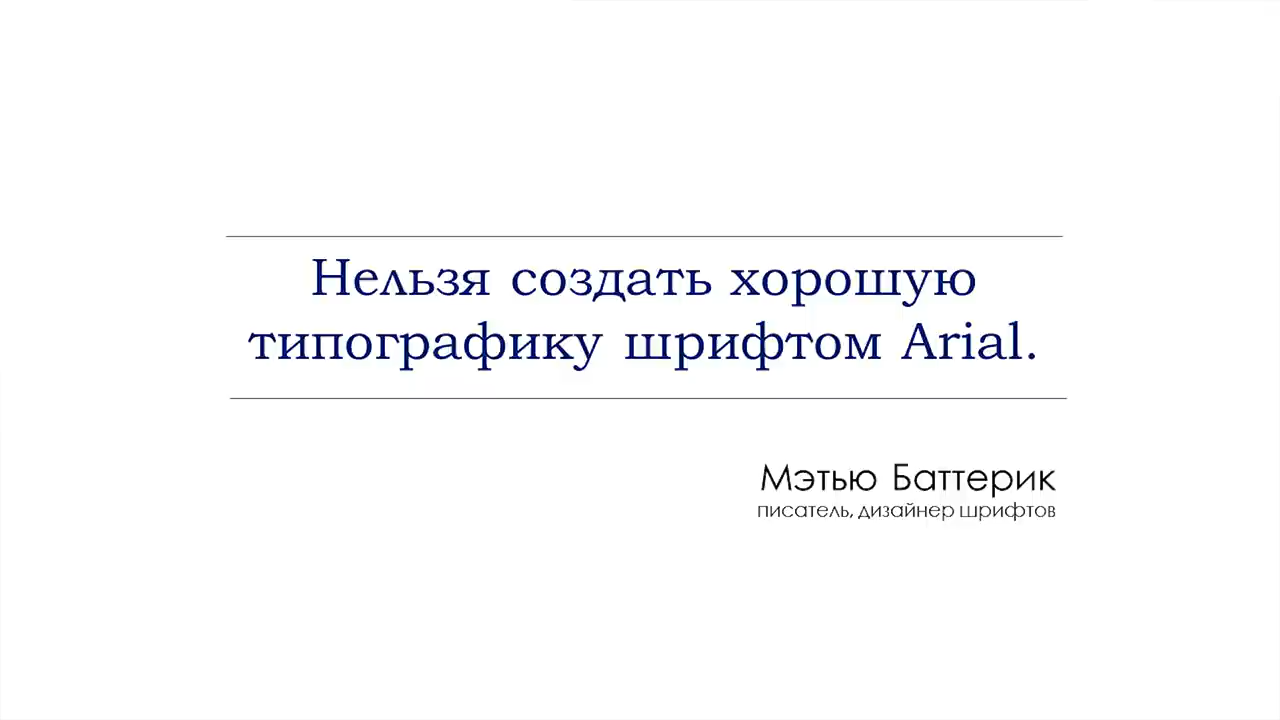 Нельзя создать хорошую
типографику шрифтом Arial.
Мэтью Баттерик
писатель, дизайнер шрифтов